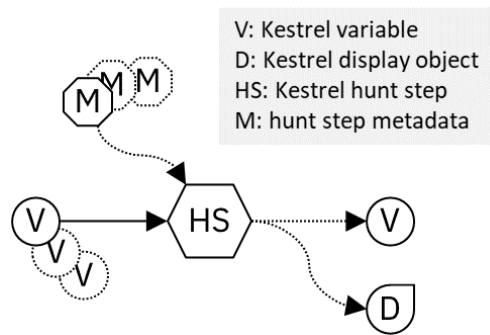 V: Kestrel variable
D: Kestrel display object
HS: Kestrel hunt step
M: hunt step metadata
M M M
V
HS
V
V
V
D